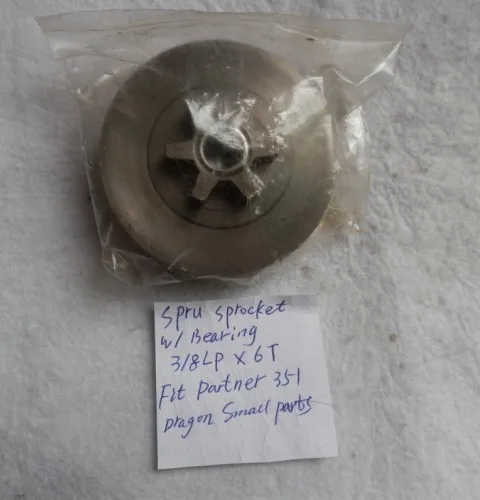 Spru sprocket
w/ Bearing
3/8LP x 6T
Fit partner 351
Dragon Small parts